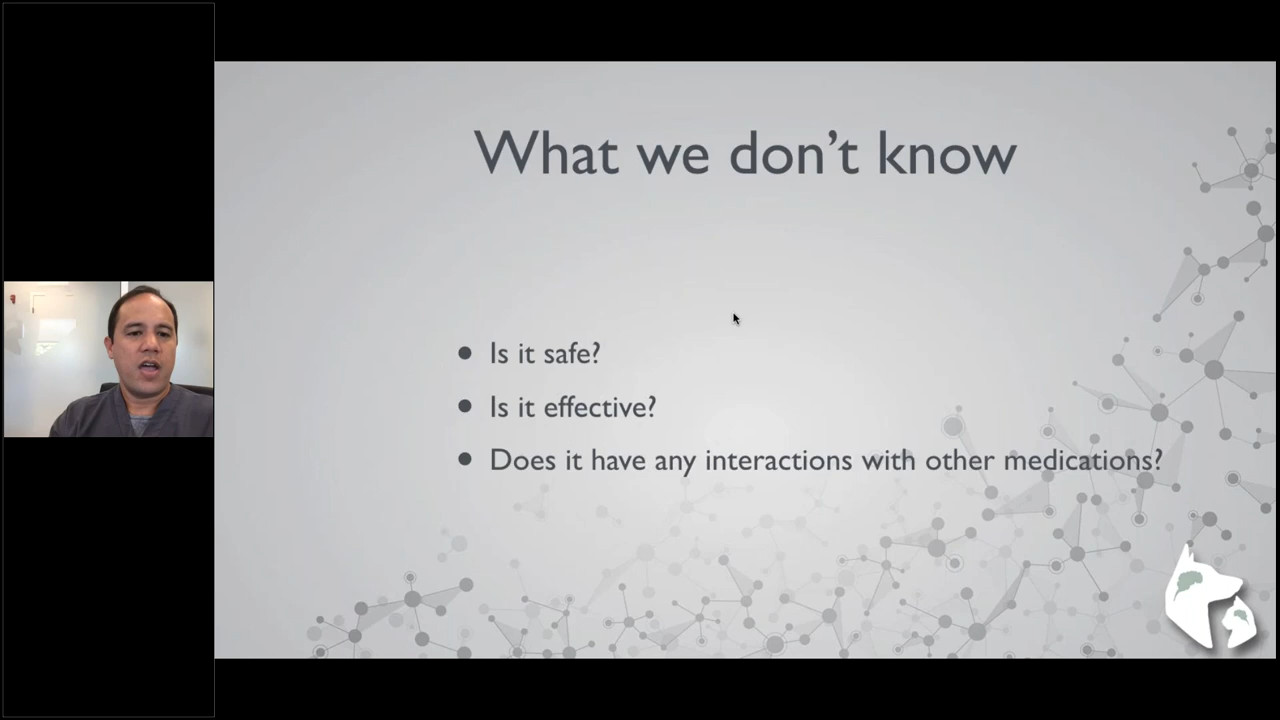 What we don’t know
• Is it safe?
• Is it effective?
• Does it have any interactions with other medications?